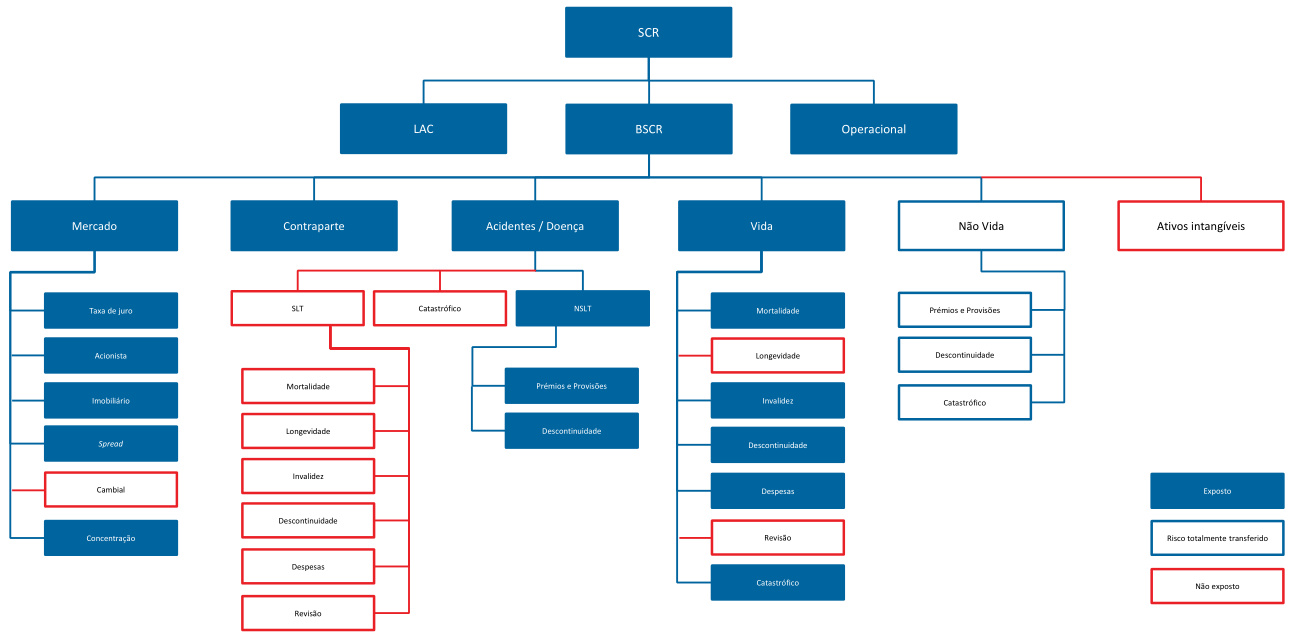 SCR
LAC
BSCR
Operacional
Mercado
Contraparte
Acidentes / Doença
Vida
Não Vida
Ativos intangíveis
Taxa de juro
Acionista
Imobiliário
Spread
Cambial
Concentração
SLT
Catastrófico
NSLT
Mortalidade
Longevidade
Invalidez
Descontinuidade
Despesas
Revisão
Prémios e Provisões
Descontinuidade
Mortalidade
Longevidade
Invalidez
Descontinuidade
Despesas
Revisão
Catastrófico
Prémios e Provisões
Descontinuidade
Catastrófico
Exposto
Risco totalmente transferido
Não exposto